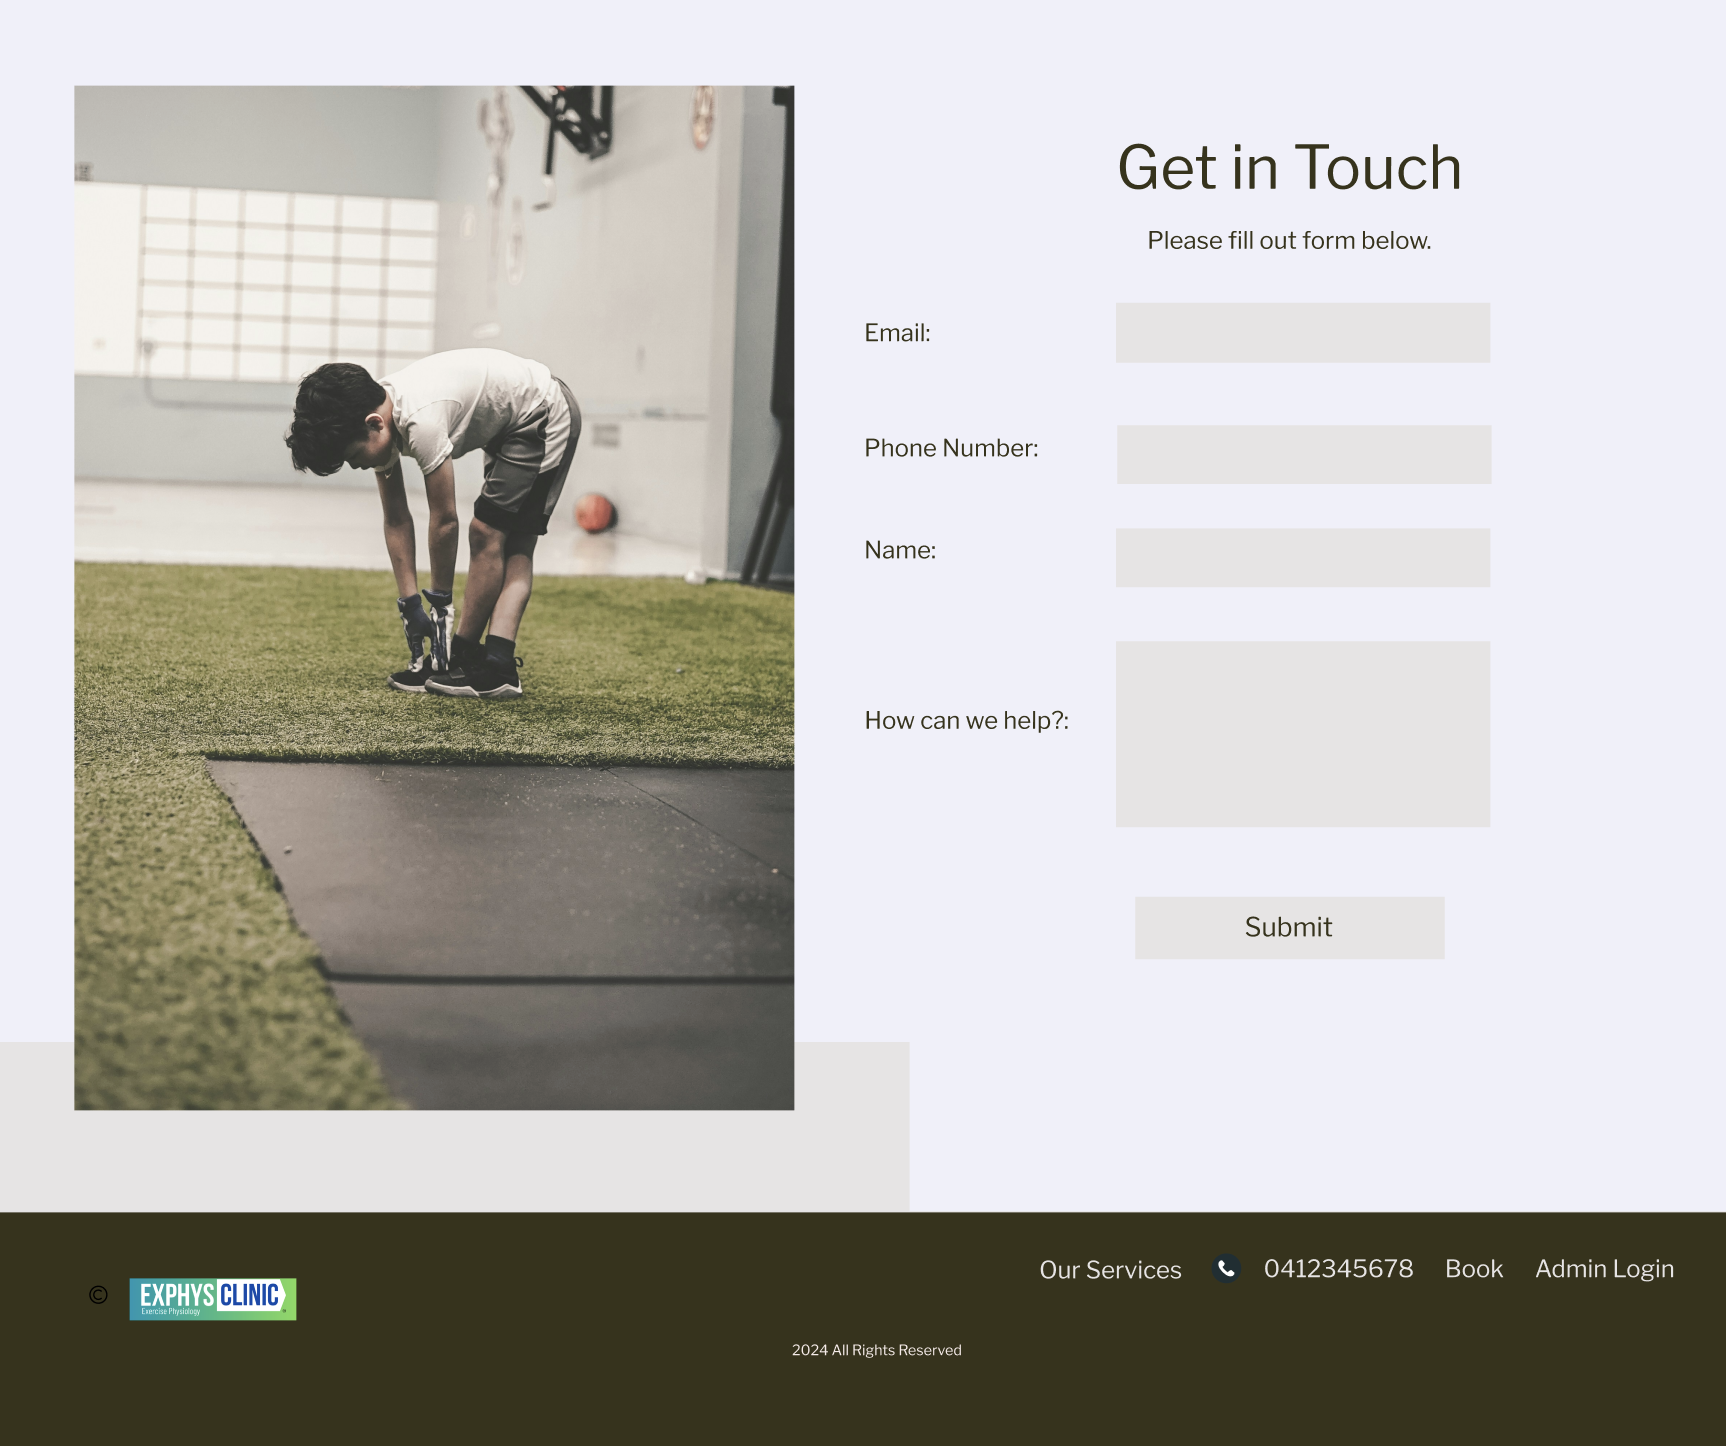 Get in Touch
Please fill out form below.
Email:
Phone Number:
Name:
How can we help?:
Submit
Our Services 0412345678 Book Admin Login
© EXPHYS CLINIC
Exercise Physiology
2024 All Rights Reserved